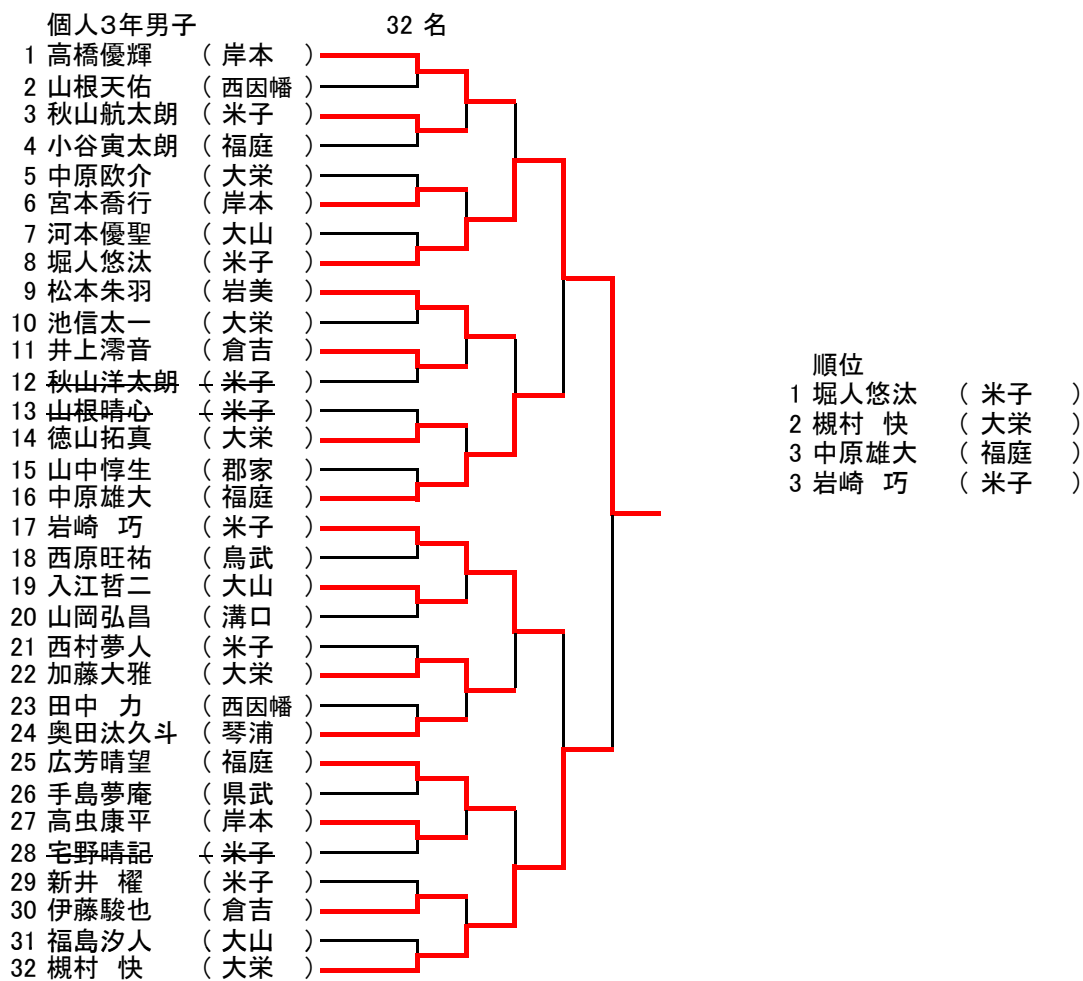 個人3年男子 32 名
1 高橋優輝 ( 岸本 )
2 山根天佑 ( 西因幡 )
3 秋山航太朗 ( 米子 )
4 小谷寅太朗 ( 福庭 )
5 中原欧介 ( 大栄 )
6 宮本喬行 ( 岸本 )
7 河本優聖 ( 大山 )
8 堀人悠汰 ( 米子 )
9 松本朱羽 ( 岩美 )
10 池信太一 ( 大栄 )
11 井上澪音 ( 倉吉 )
12 秋山洋太朗 ( 米子 )
13 山根晴心 ( 米子 )
14 徳山拓真 ( 大栄 )
15 山中惇生 ( 郡家 )
16 中原雄大 ( 福庭 )
17 岩崎 巧 ( 米子 )
18 西原旺祐 ( 鳥武 )
19 入江哲二 ( 大山 )
20 山岡弘昌 ( 溝口 )
21 西村夢人 ( 米子 )
22 加藤大雅 ( 大栄 )
23 田中 力 ( 西因幡 )
24 奥田汰久斗 ( 琴浦 )
25 広芳晴望 ( 福庭 )
26 手島夢庵 ( 県武 )
27 高虫康平 ( 岸本 )
28 宅野晴記 ( 米子 )
29 新井 櫂 ( 米子 )
30 伊藤駿也 ( 倉吉 )
31 福島汐人 ( 大山 )
32 槻村 快 ( 大栄 )
順位
1 堀人悠汰 ( 米子 )
2 槻村 快 ( 大栄 )
3 中原雄大 ( 福庭 )
3 岩崎 巧 ( 米子 )